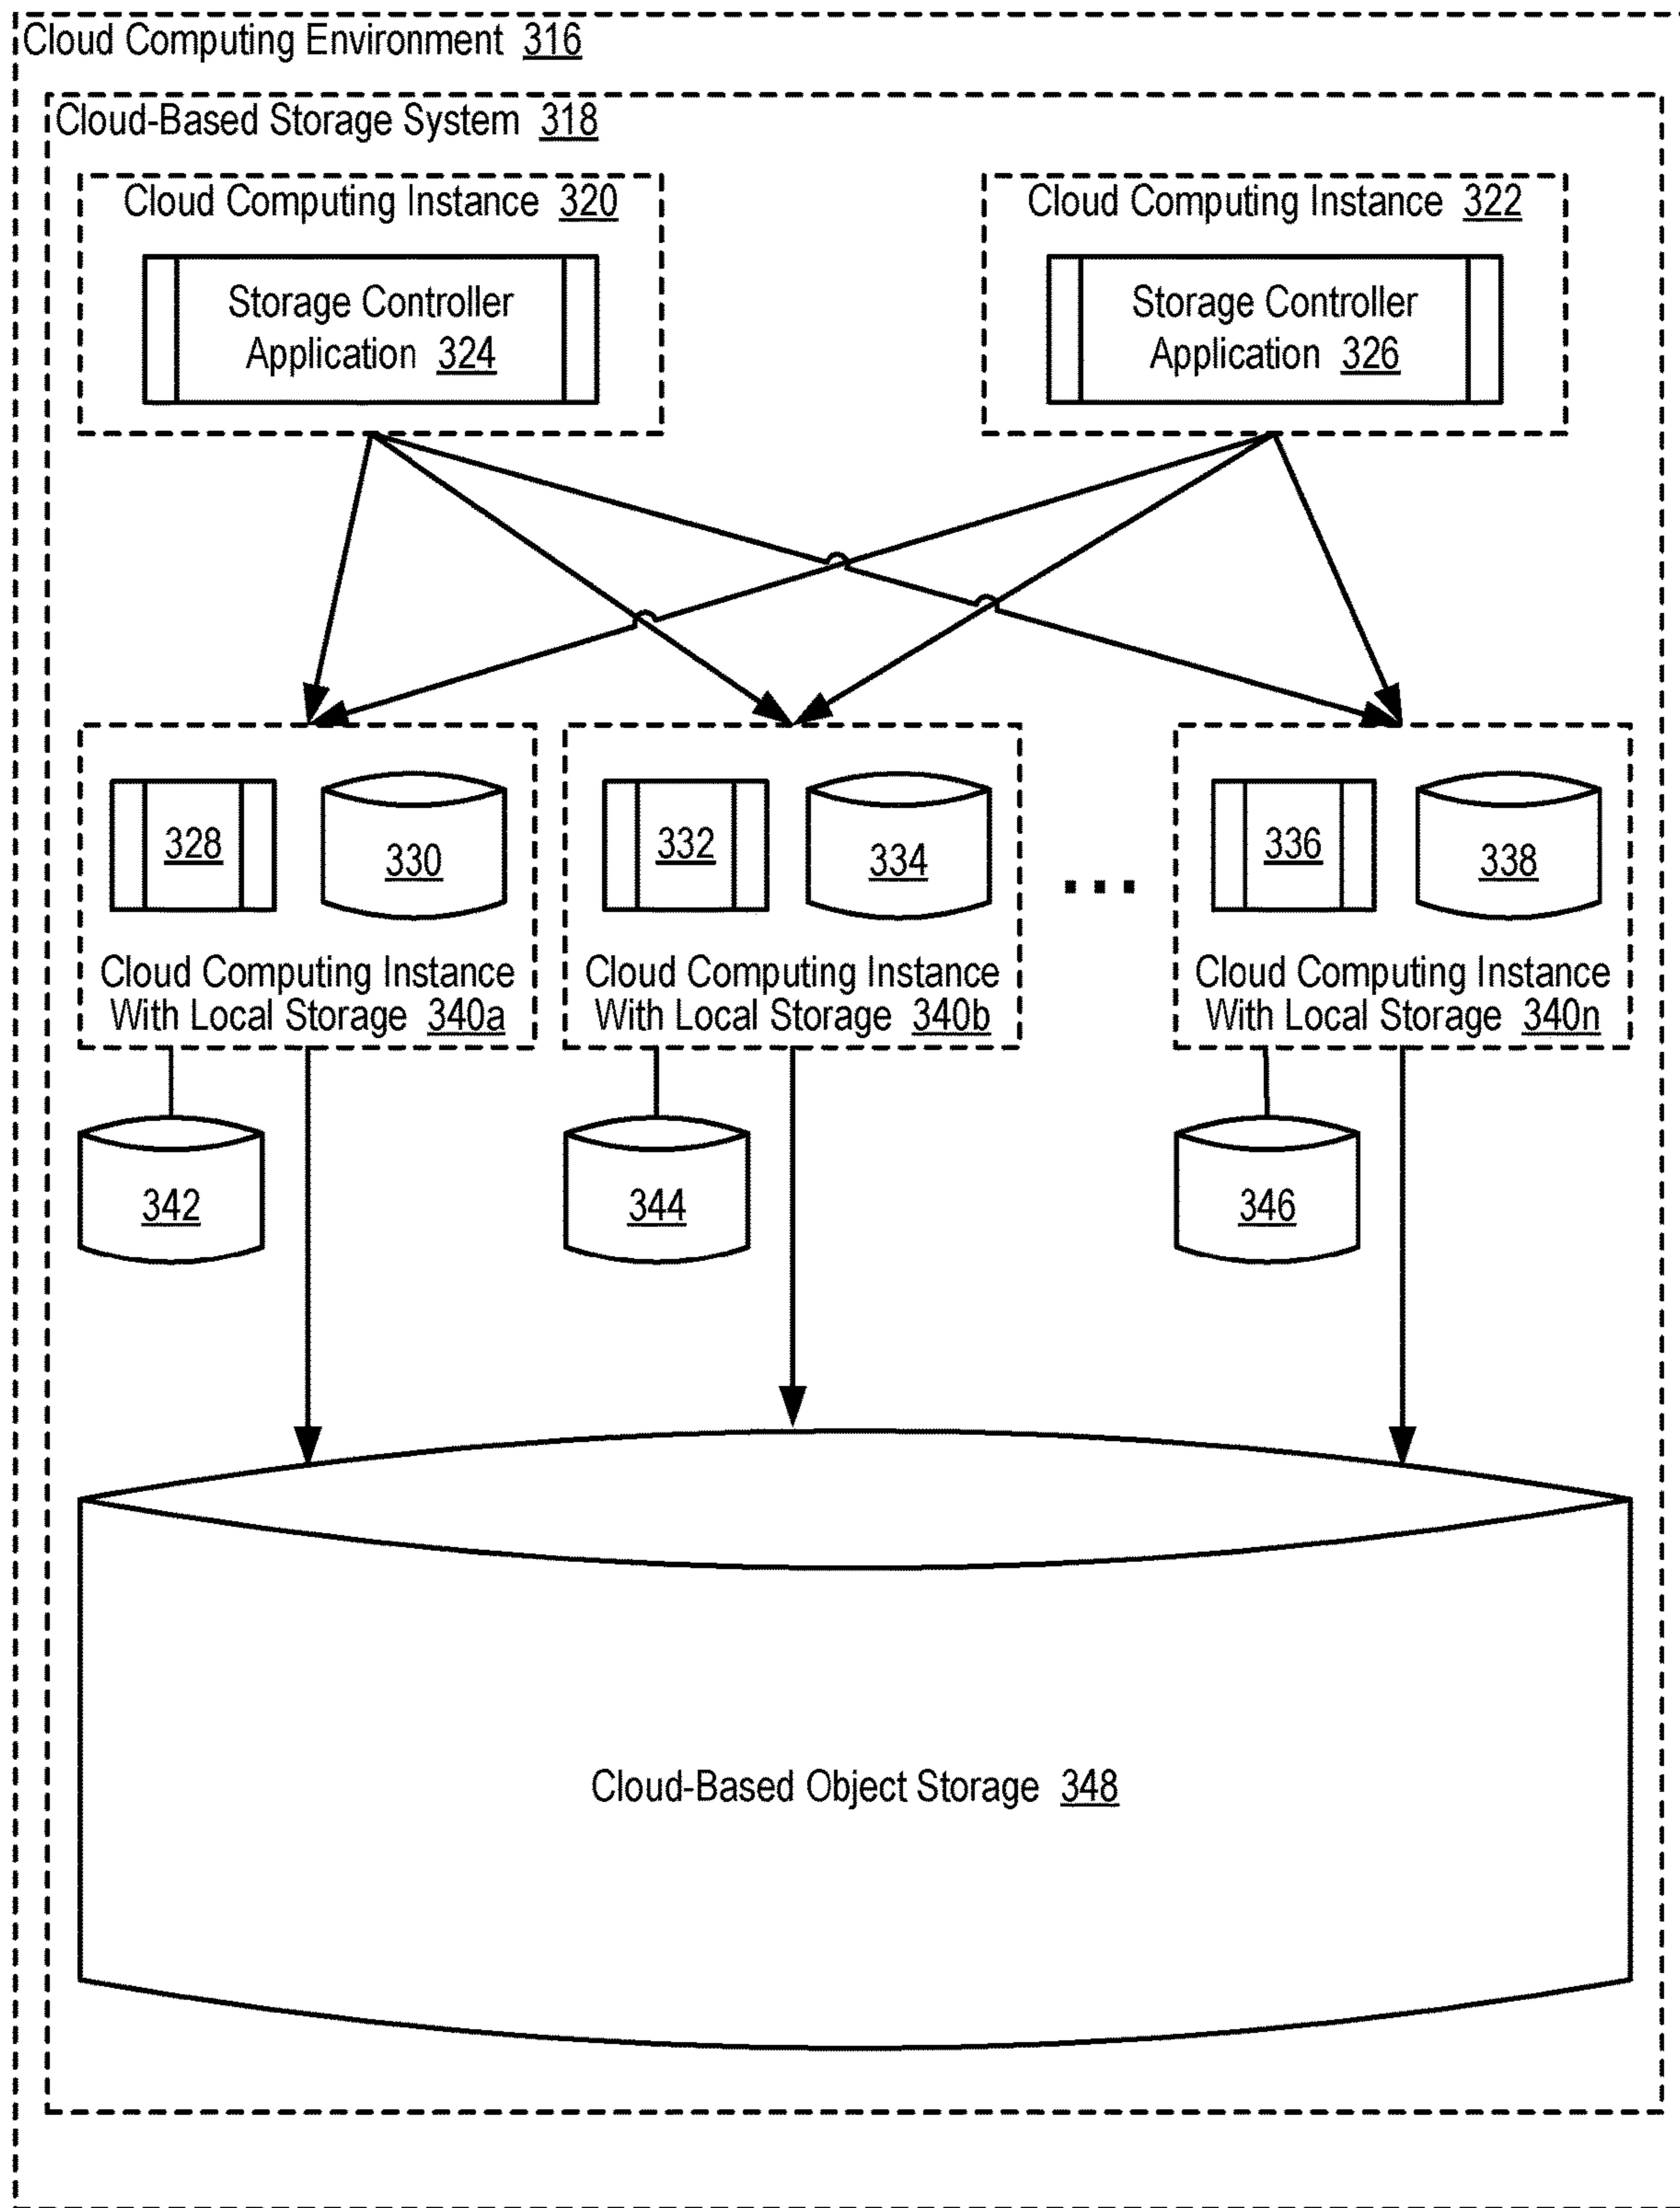 Cloud Computing Environment 316
Cloud-Based Storage System 318
Cloud Computing Instance 320
Storage Controller
Application 324
Cloud Computing Instance 322
Storage Controller
Application 326
328
330
Cloud Computing Instance
With Local Storage 340a
332
334
Cloud Computing Instance
With Local Storage 340b
...
336
338
Cloud Computing Instance
With Local Storage 340n
342
344
346
Cloud-Based Object Storage 348